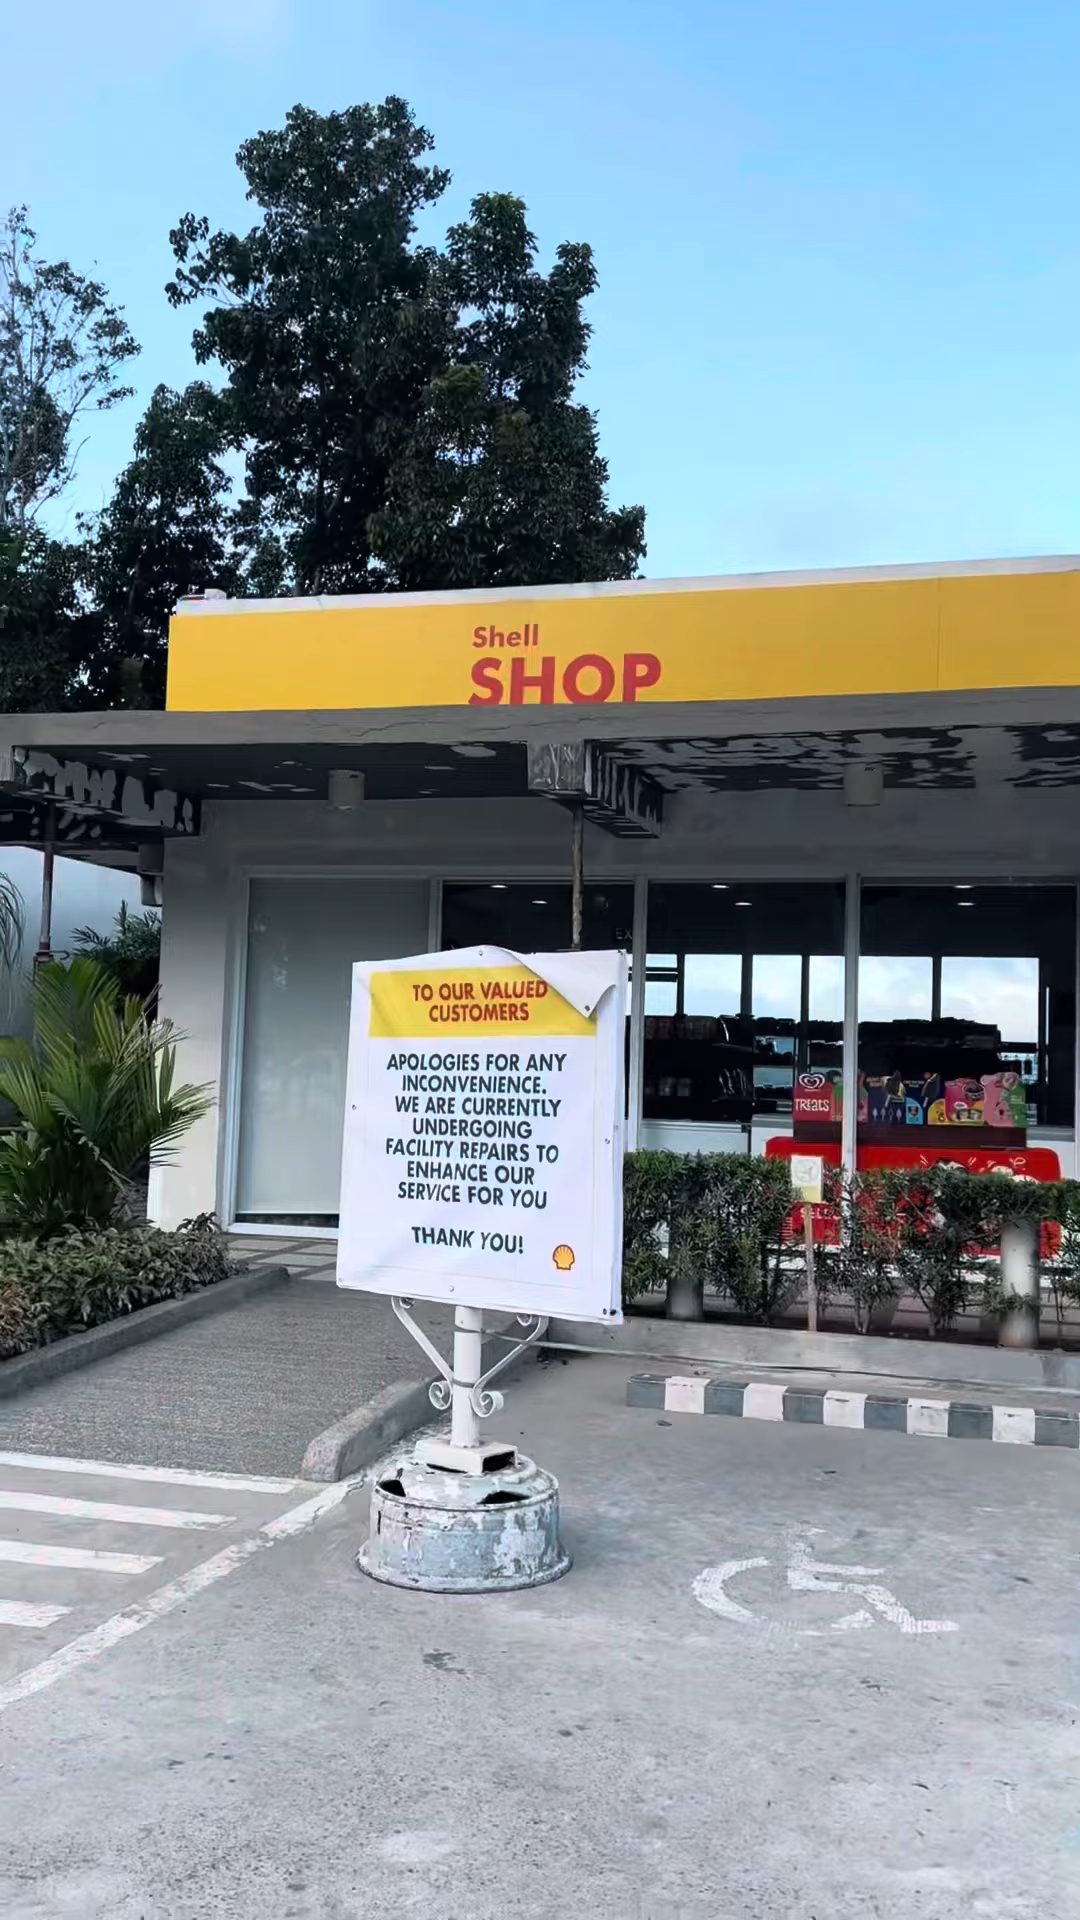 Shell
SHOP
TO OUR VALUED
CUSTOMERS
APOLOGIES FOR ANY
INCONVENIENCE.
WE ARE CURRENTLY
UNDERGOING
FACILITY REPAIRS TO
ENHANCE OUR
SERVICE FOR YOU
THANK YOU!
TREATS